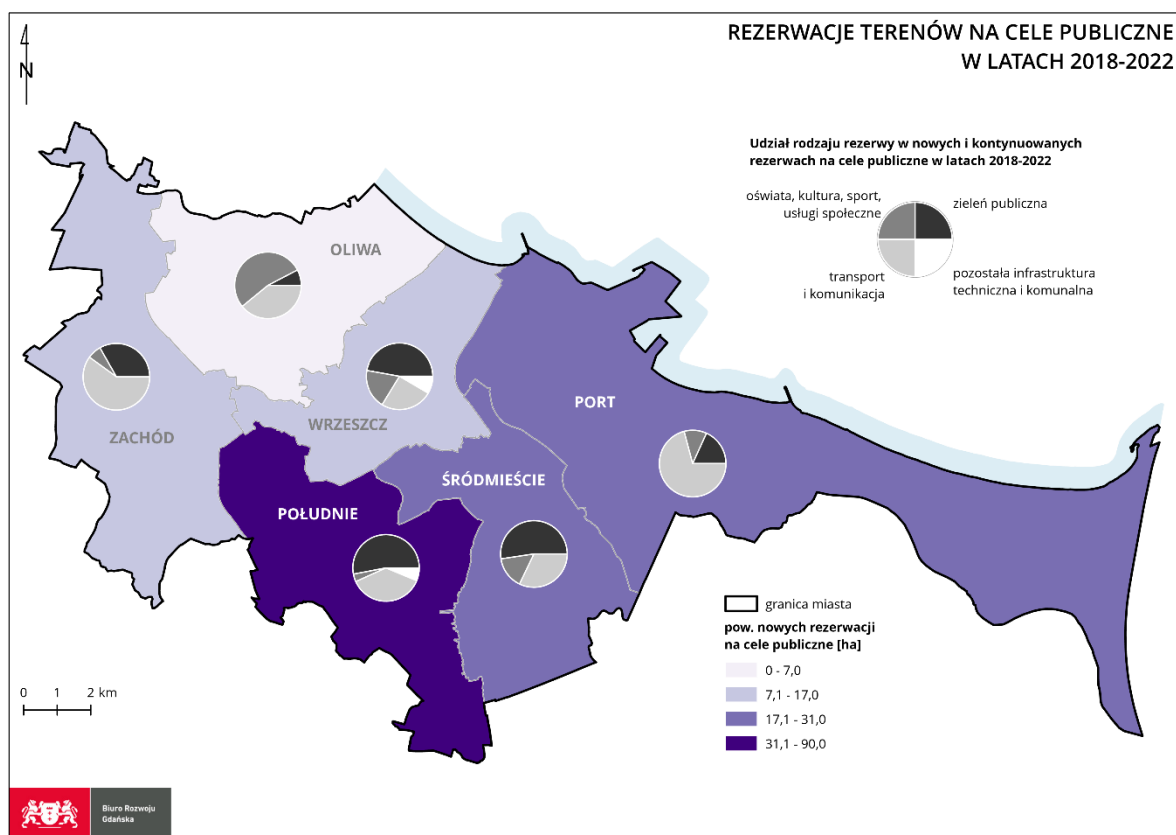 REZERWACJE TERENÓW NA CELE PUBLICZNE
W LATACH 2018-2022
N
Udział rodzaju rezerwy w nowych i kontynuowanych
rezerwach na cele publiczne w latach 2018-2022
oświata, kultura, sport,
usługi społeczne
zieleń publiczna
transport
i komunikacja
pozostała infrastruktura
techniczna i komunalna
OLIWA
WRZESZCZ
ZACHÓD
PORT
ŚRÓDMIEŚCIE
POŁUDNIE
granica miasta
pow. nowych rezerwacji
na cele publiczne [ha]
0 - 7,0
7,1 - 17,0
17,1 - 31,0
31,1 - 90,0
0 1 2 km
Biuro Rozwoju
Gdańska